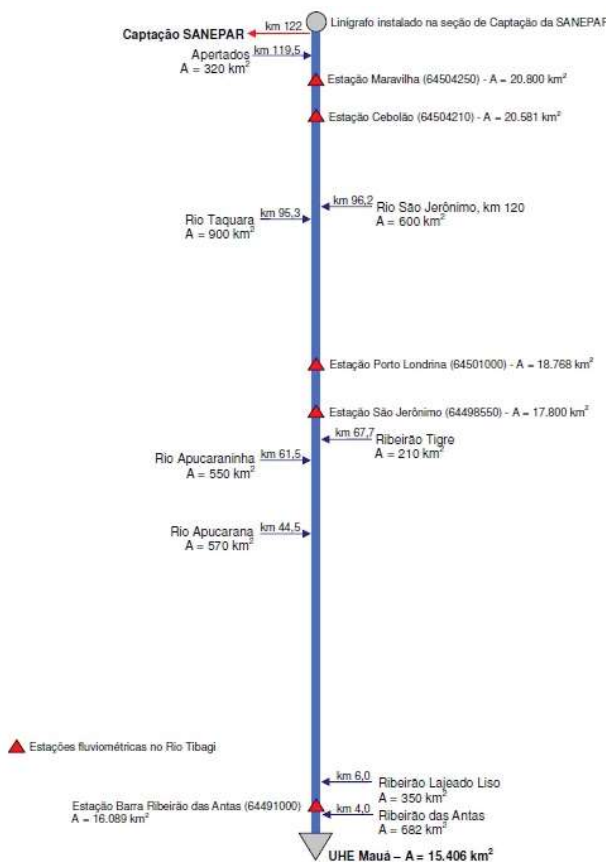 km 122
Linígrafo instalado na seção de Captação da SANEPAR
Captação SANEPAR
Apertados
km 119,5
A = 320 km²
Estação Maravilha (64504250) - A = 20.800 km²
Estação Cebolão (64504210) - A = 20.581 km²
km 96,2
Rio São Jerônimo, km 120
A = 600 km²
Rio Taquara
km 95,3
A = 900 km²
Estação Porto Londrina (64501000) - A = 18.768 km²
Estação São Jerônimo (64498550) - A = 17.800 km²
km 67,7
Ribeirão Tigre
A = 210 km²
Rio Apucaraninha
km 61,5
A = 550 km²
Rio Apucarana
km 44,5
A = 570 km²
Estações fluviométricas no Rio Tibagi
km 6,0
Ribeirão Lajeado Liso
A = 350 km²
Estação Barra Ribeirão das Antas (64491000)
A = 16.089 km²
km 4,0
Ribeirão das Antas
A = 682 km²
UHE Mauá – A = 15.406 km²